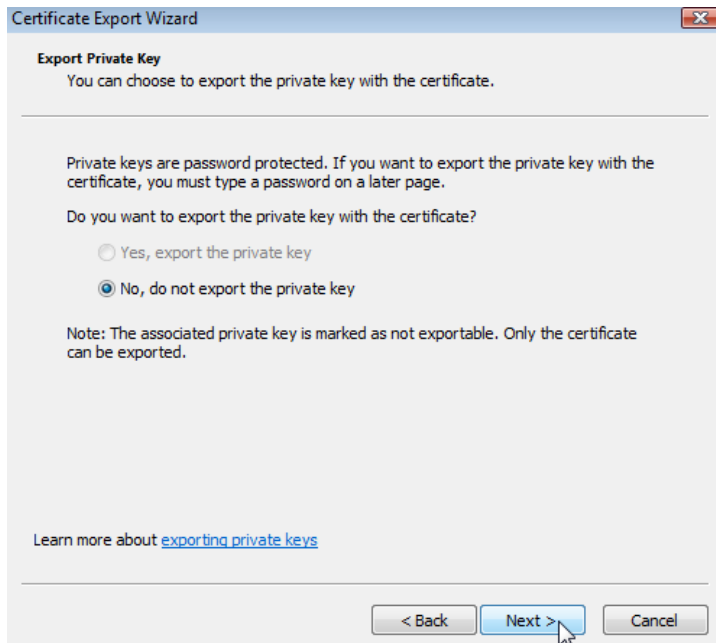 Certificate Export Wizard
Export Private Key
You can choose to export the private key with the certificate.
Private keys are password protected. If you want to export the private key with the
certificate, you must type a password on a later page.
Do you want to export the private key with the certificate?
Yes, export the private key
No, do not export the private key
Note: The associated private key is marked as not exportable. Only the certificate
can be exported.
Learn more about exporting private keys
< Back Next > Cancel